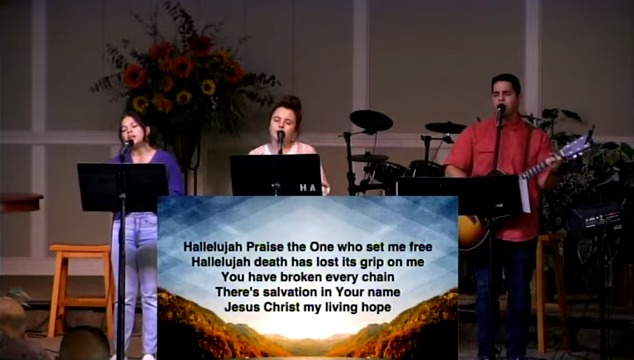 HA
Hallelujah Praise the One who set me free
Hallelujah death has lost its grip on me
You have broken every chain
There's salvation in Your name
Jesus Christ my living hope